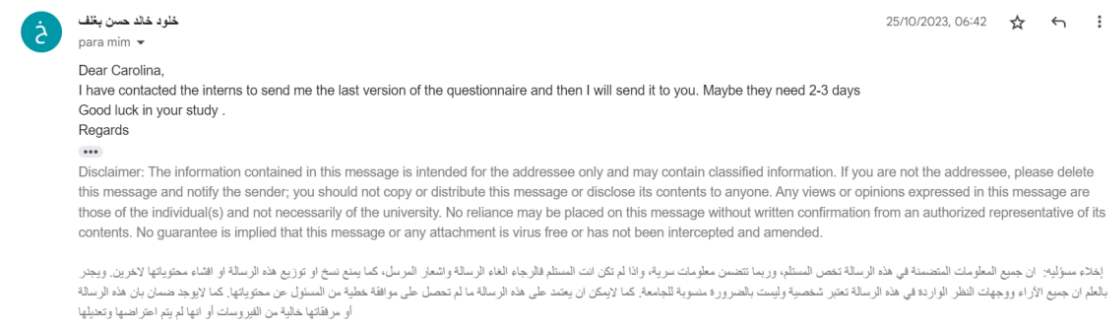 خ
خلود خالد حسن بغلف
25/10/2023, 06:42
para mim
Dear Carolina,
I have contacted the interns to send me the last version of the questionnaire and then I will send it to you. Maybe they need 2-3 days
Good luck in your study .
Regards
Disclaimer: The information contained in this message is intended for the addressee only and may contain classified information. If you are not the addressee, please delete
this message and notify the sender; you should not copy or distribute this message or disclose its contents to anyone. Any views or opinions expressed in this message are
those of the individual(s) and not necessarily of the university. No reliance may be placed on this message without written confirmation from an authorized representative of its
contents. No guarantee is implied that this message or any attachment is virus free or has not been intercepted and amended.
إخلاء مسؤلية: ان جميع المعلومات المتضمنة في هذه الرسالة تخص المستلم، وربما تتضمن معلومات سرية، واذا لم تكن انت المستلم فالرجاء الغاء الرسالة واشعار المرسل، كما يمنع نسخ او توزيع هذه الرسالة او افشاء محتوياتها لاخرين. ويجدر
بالعلم ان جميع الآراء ووجهات النظر الواردة في هذه الرسالة تعتبر شخصية وليست بالضرورة منسوبة للجامعة. كما لايمكن ان يعتمد على هذه الرسالة ما لم تحصل على موافقة خطية من المسئول عن محتوياتها. كما لايوجد ضمان بان هذه الرسالة
أو مرفقاتها خالية من الفيروسات أو انها لم يتم اعتراضها وتعديلها